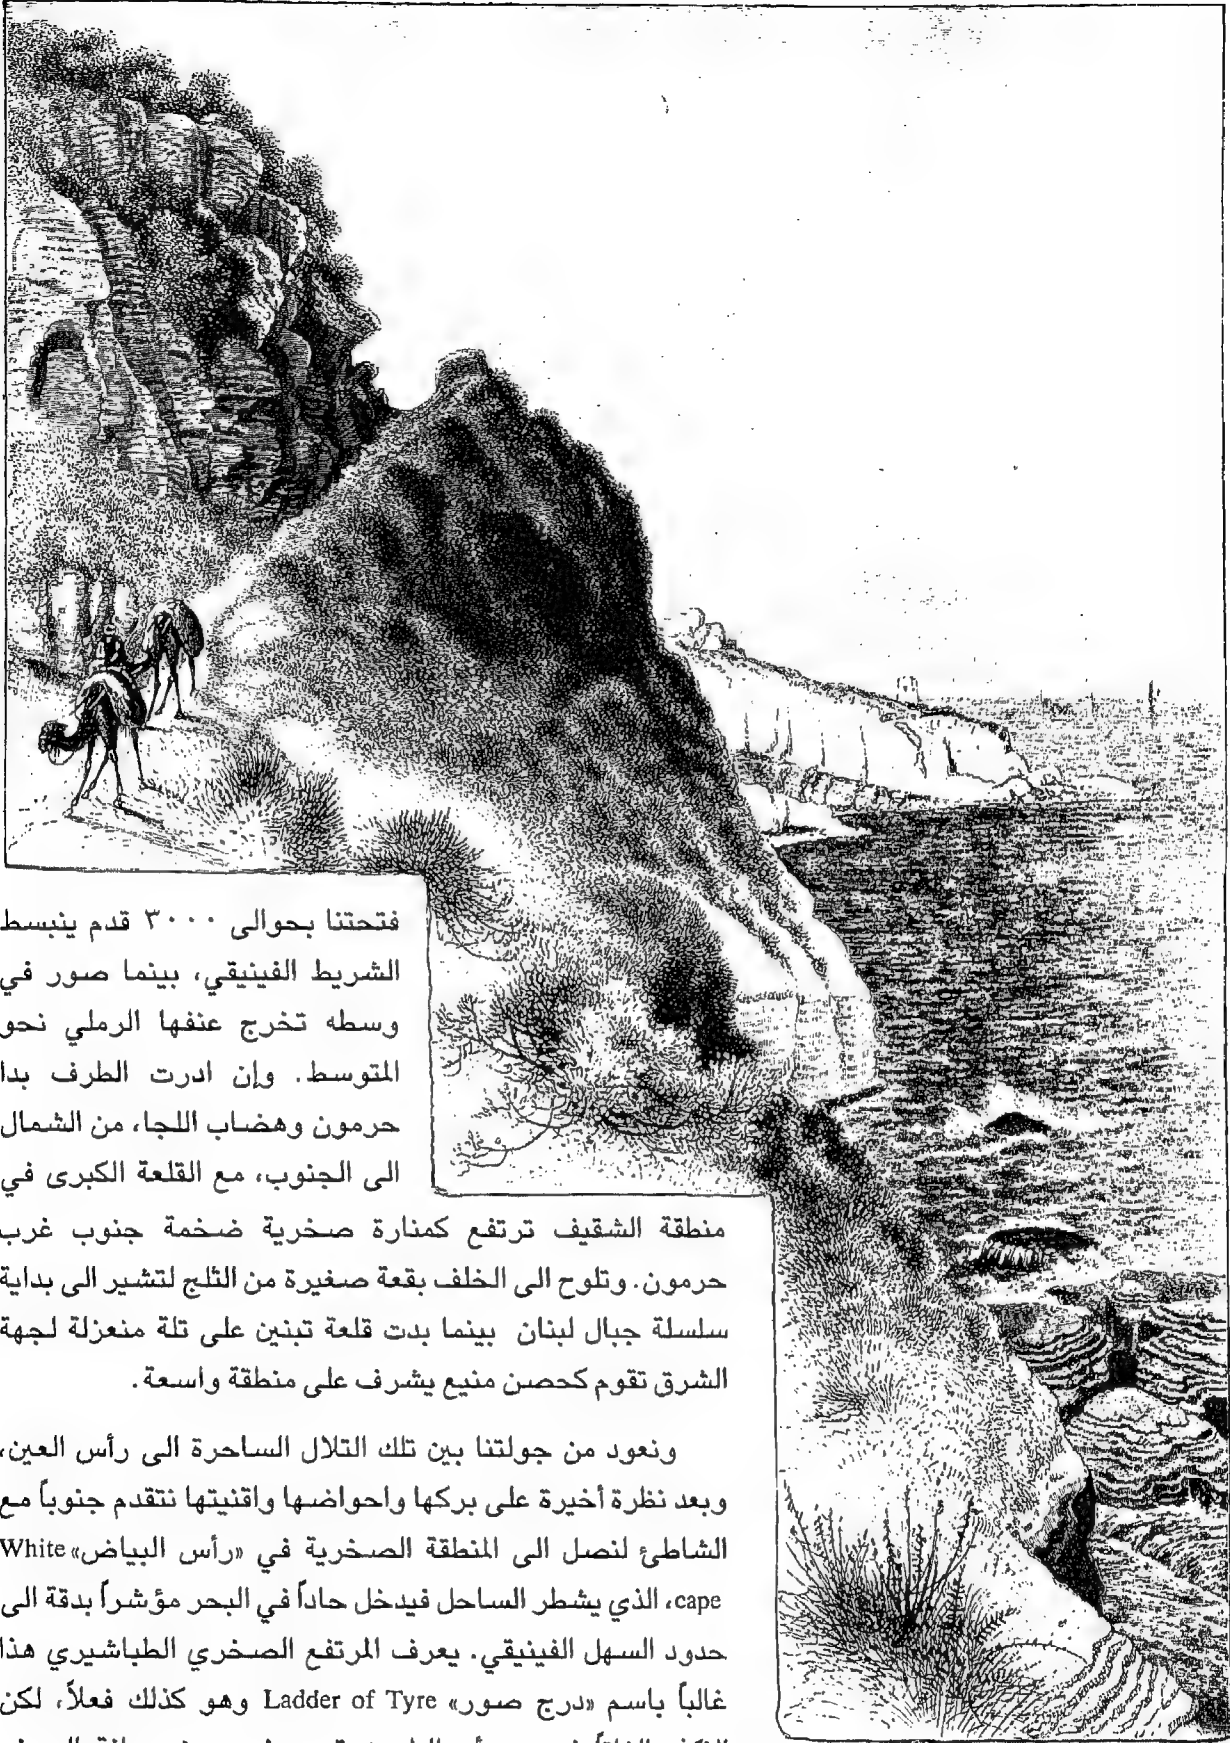 فتحتنا بحوالى ٣٠٠٠ قدم ينبسط
الشريط الفينيقي، بينما صور في
وسطه تخرج عنفها الرملي نحو
المتوسط. وإن ادرت الطرف بدا
حرمون وهضاب اللجا، من الشمال
الى الجنوب، مع القلعة الكبرى في
منطقة الشقيف ترتفع كمنارة صخرية ضخمة جنوب غرب
حرمون. وتلوح الى الخلف بقعة صغيرة من الثلج لتشير الى بداية
سلسلة جبال لبنان بينما بدت قلعة تبنين على تلة منعزلة لجهة
الشرق تقوم كحصن منيع يشرف على منطقة واسعة.
ونعود من جولتنا بين تلك التلال الساحرة الى رأس العين،
وبعد نظرة أخيرة على بركها واحواضها واقنيتها نتقدم جنوباً مع
الشاطئ لنصل الى المنطقة الصخرية في «رأس البياض» White
cape، الذي يشطر الساحل فيدخل حاداً في البحر مؤشراً بدقة الى
حدود السهل الفينيقي. يعرف المرتفع الصخري الطباشيري هذا
غالباً باسم «درج صور» Ladder of Tyre وهو كذلك فعلاً، لكن